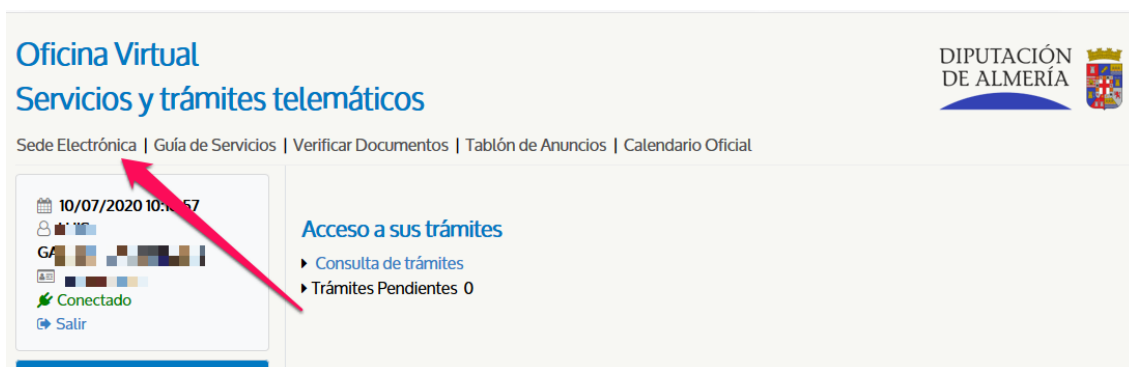 Oficina Virtual
Servicios y trámites telemáticos
DIPUTACIÓN
DE ALMERÍA
Sede Electrónica | Guía de Servicios | Verificar Documentos | Tablón de Anuncios | Calendario Oficial
10/07/2020
Conectado
Salir
Acceso a sus trámites
Consulta de trámites
Trámites Pendientes 0